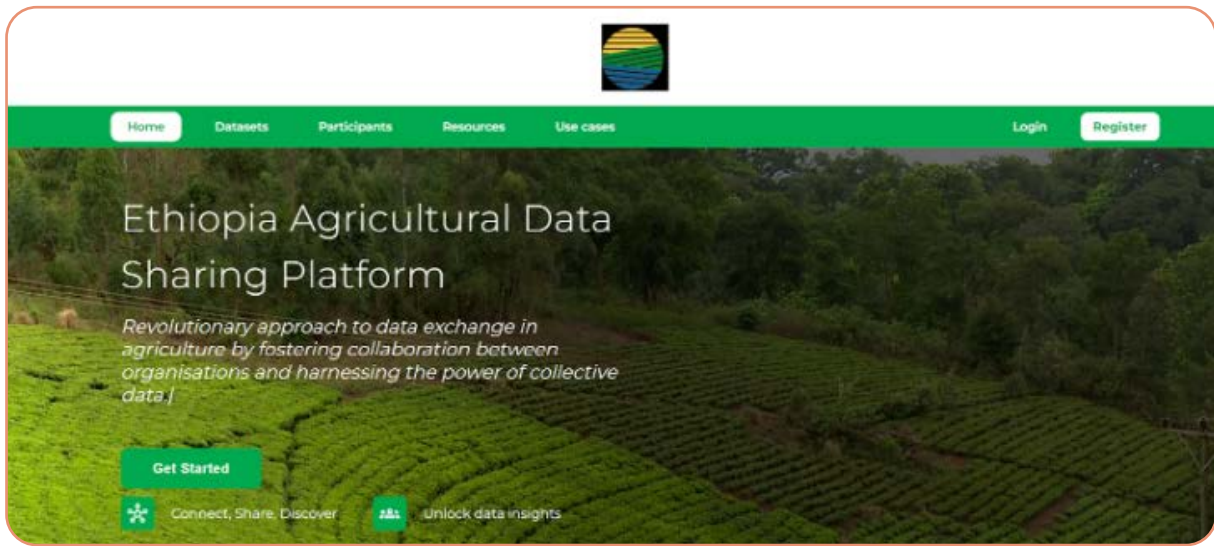 Home Datasets Participants Resources Use cases Login Register
Ethiopia Agricultural Data
Sharing Platform
Revolutionary approach to data exchange in
agriculture by fostering collaboration between
organisations and harnessing the power of collective
data.|
Get Started
Connect, Share, Discover Unlock data insights